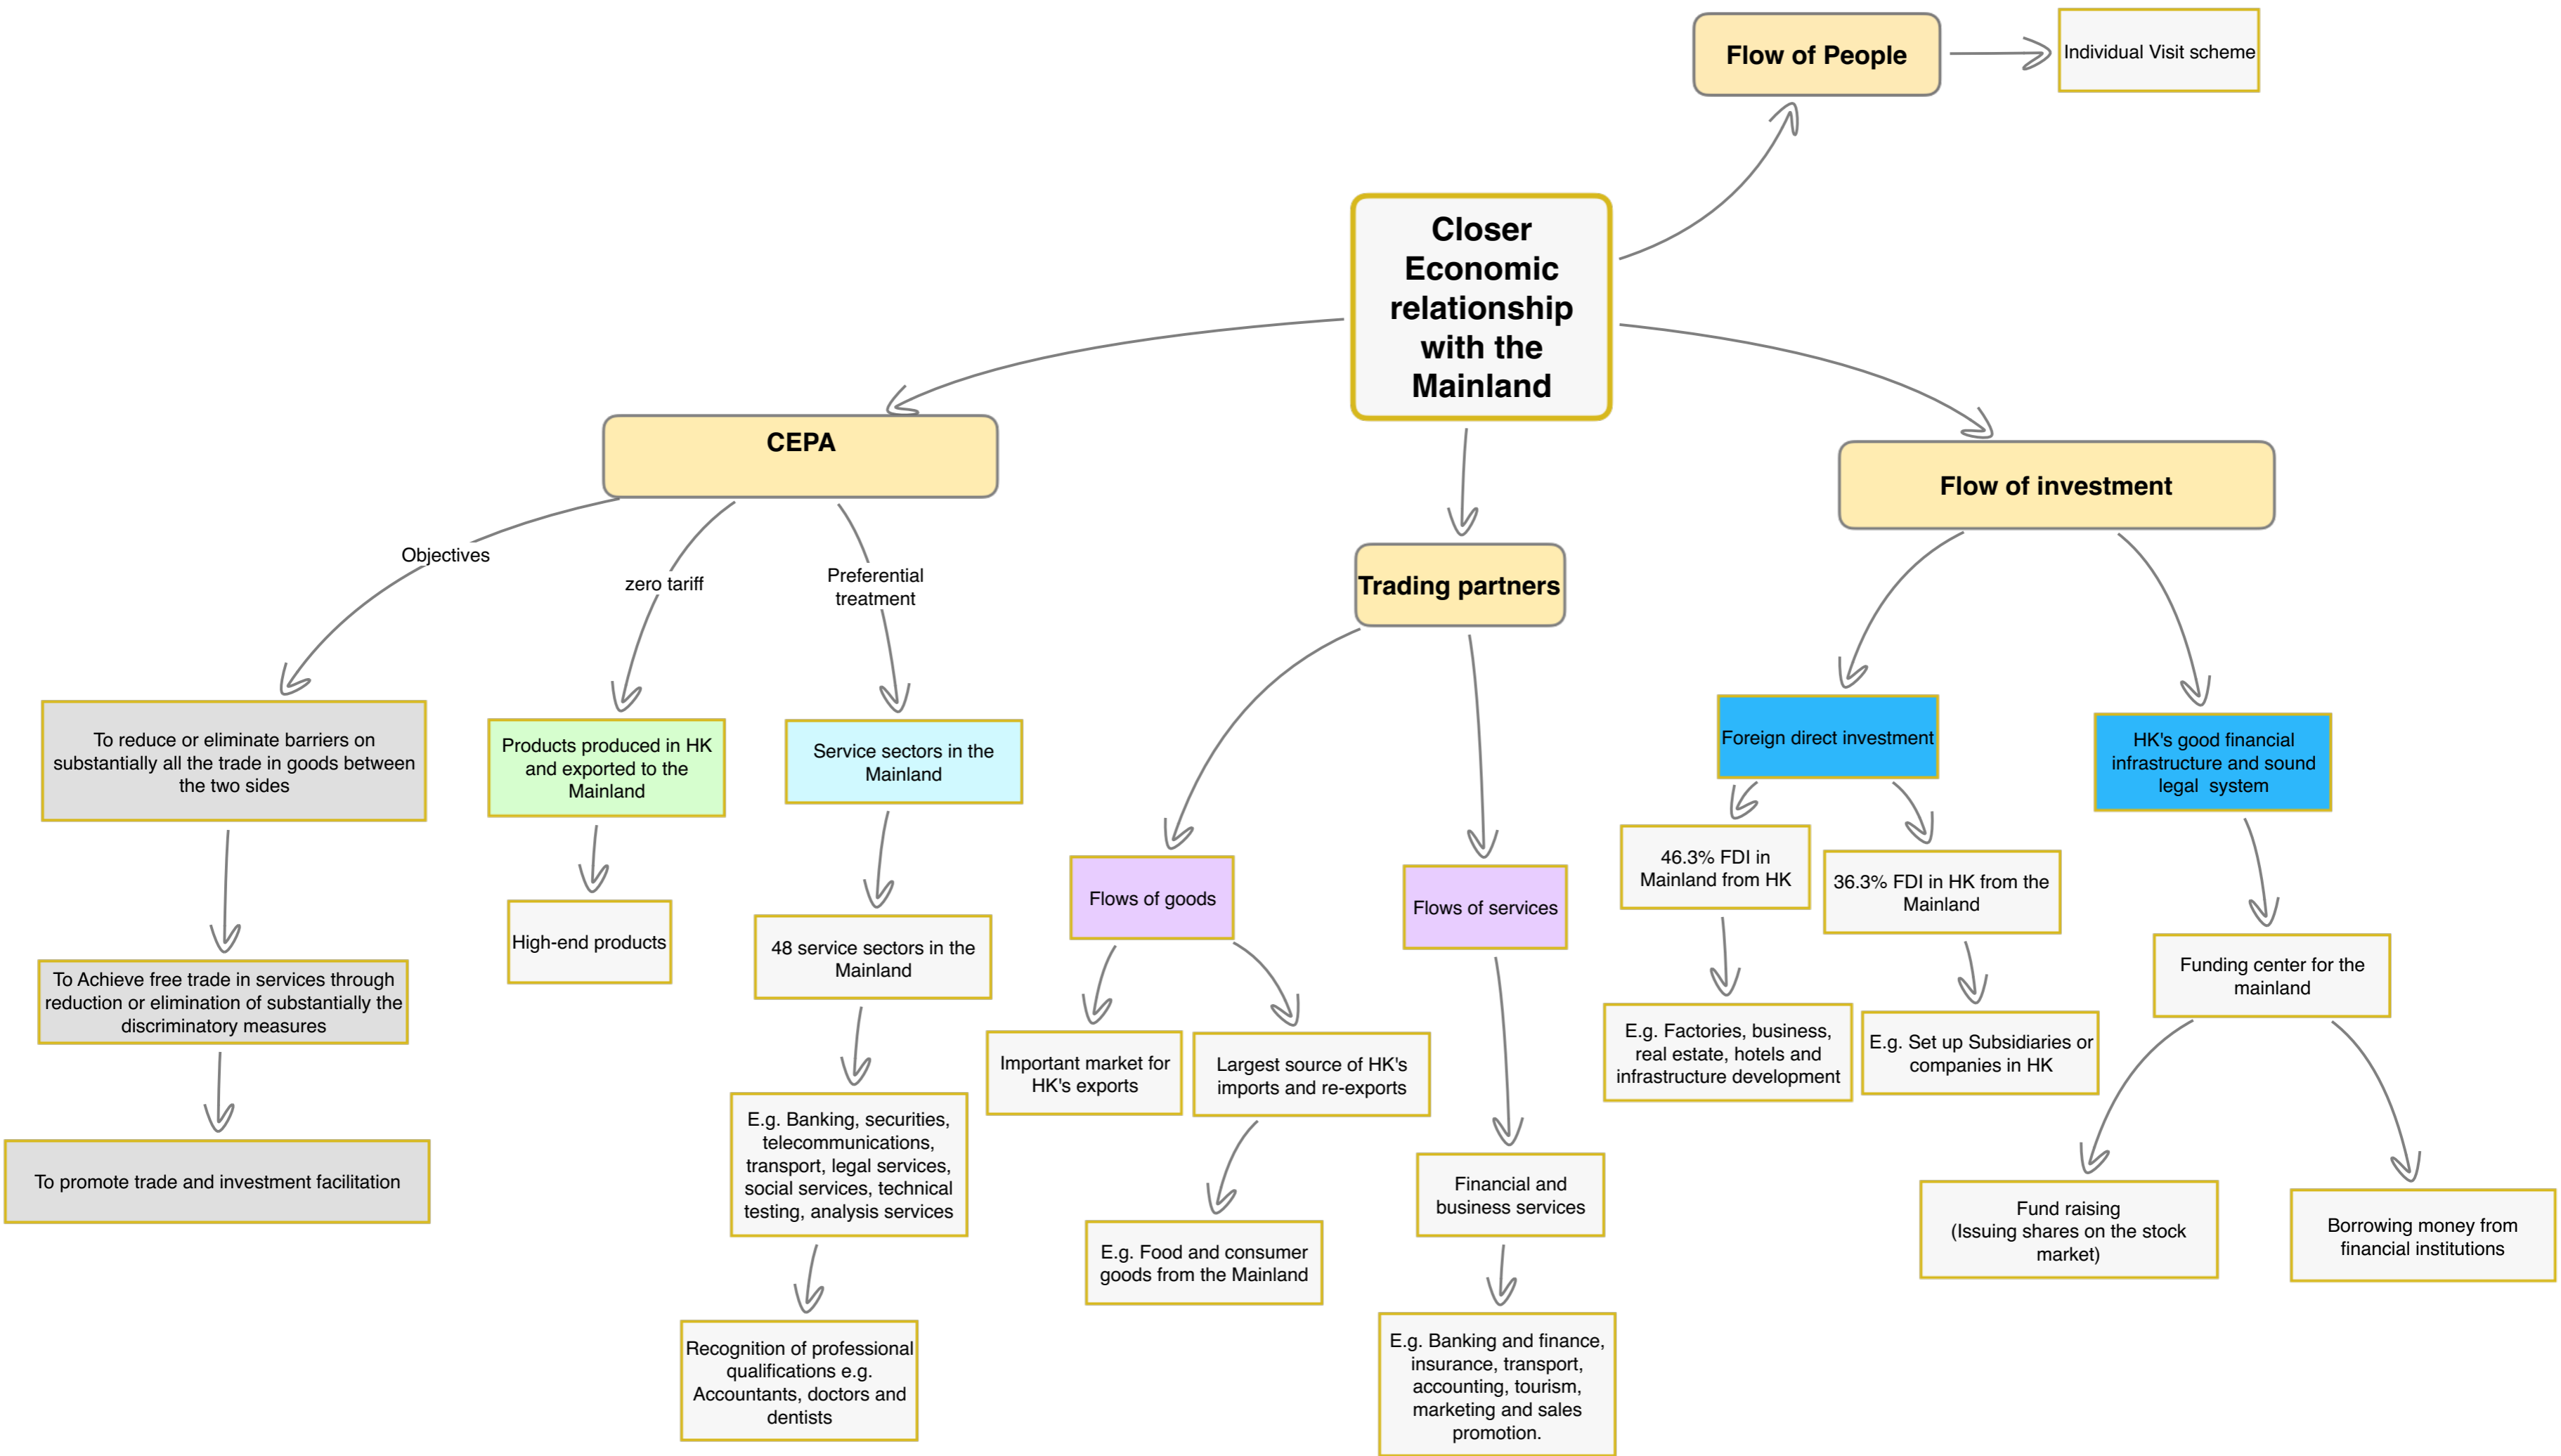 Flow of People
Individual Visit scheme
Closer
Economic
relationship
with the
Mainland
CEPA
Flow of investment
Trading partners
Objectives
zero tariff
Preferential
treatment
To reduce or eliminate barriers on
substantially all the trade in goods between
the two sides
Products produced in HK
and exported to the
Mainland
Service sectors in the
Mainland
Foreign direct investment
HK's good financial
infrastructure and sound
legal  system
46.3% FDI in
Mainland from HK
36.3% FDI in HK from the
Mainland
Flows of goods
Flows of services
High-end products
48 service sectors in the
Mainland
Funding center for the
mainland
To Achieve free trade in services through
reduction or elimination of substantially the
discriminatory measures
Important market for
HK's exports
Largest source of HK's
imports and re-exports
E.g. Factories, business,
real estate, hotels and
infrastructure development
E.g. Set up Subsidiaries or
companies in HK
E.g. Banking, securities,
telecommunications,
transport, legal services,
social services, technical
testing, analysis services
To promote trade and investment facilitation
Financial and
business services
Fund raising
(Issuing shares on the stock
market)
Borrowing money from
financial institutions
E.g. Food and consumer
goods from the Mainland
Recognition of professional
qualifications e.g.
Accountants, doctors and
dentists
E.g. Banking and finance,
insurance, transport,
accounting, tourism,
marketing and sales
promotion.